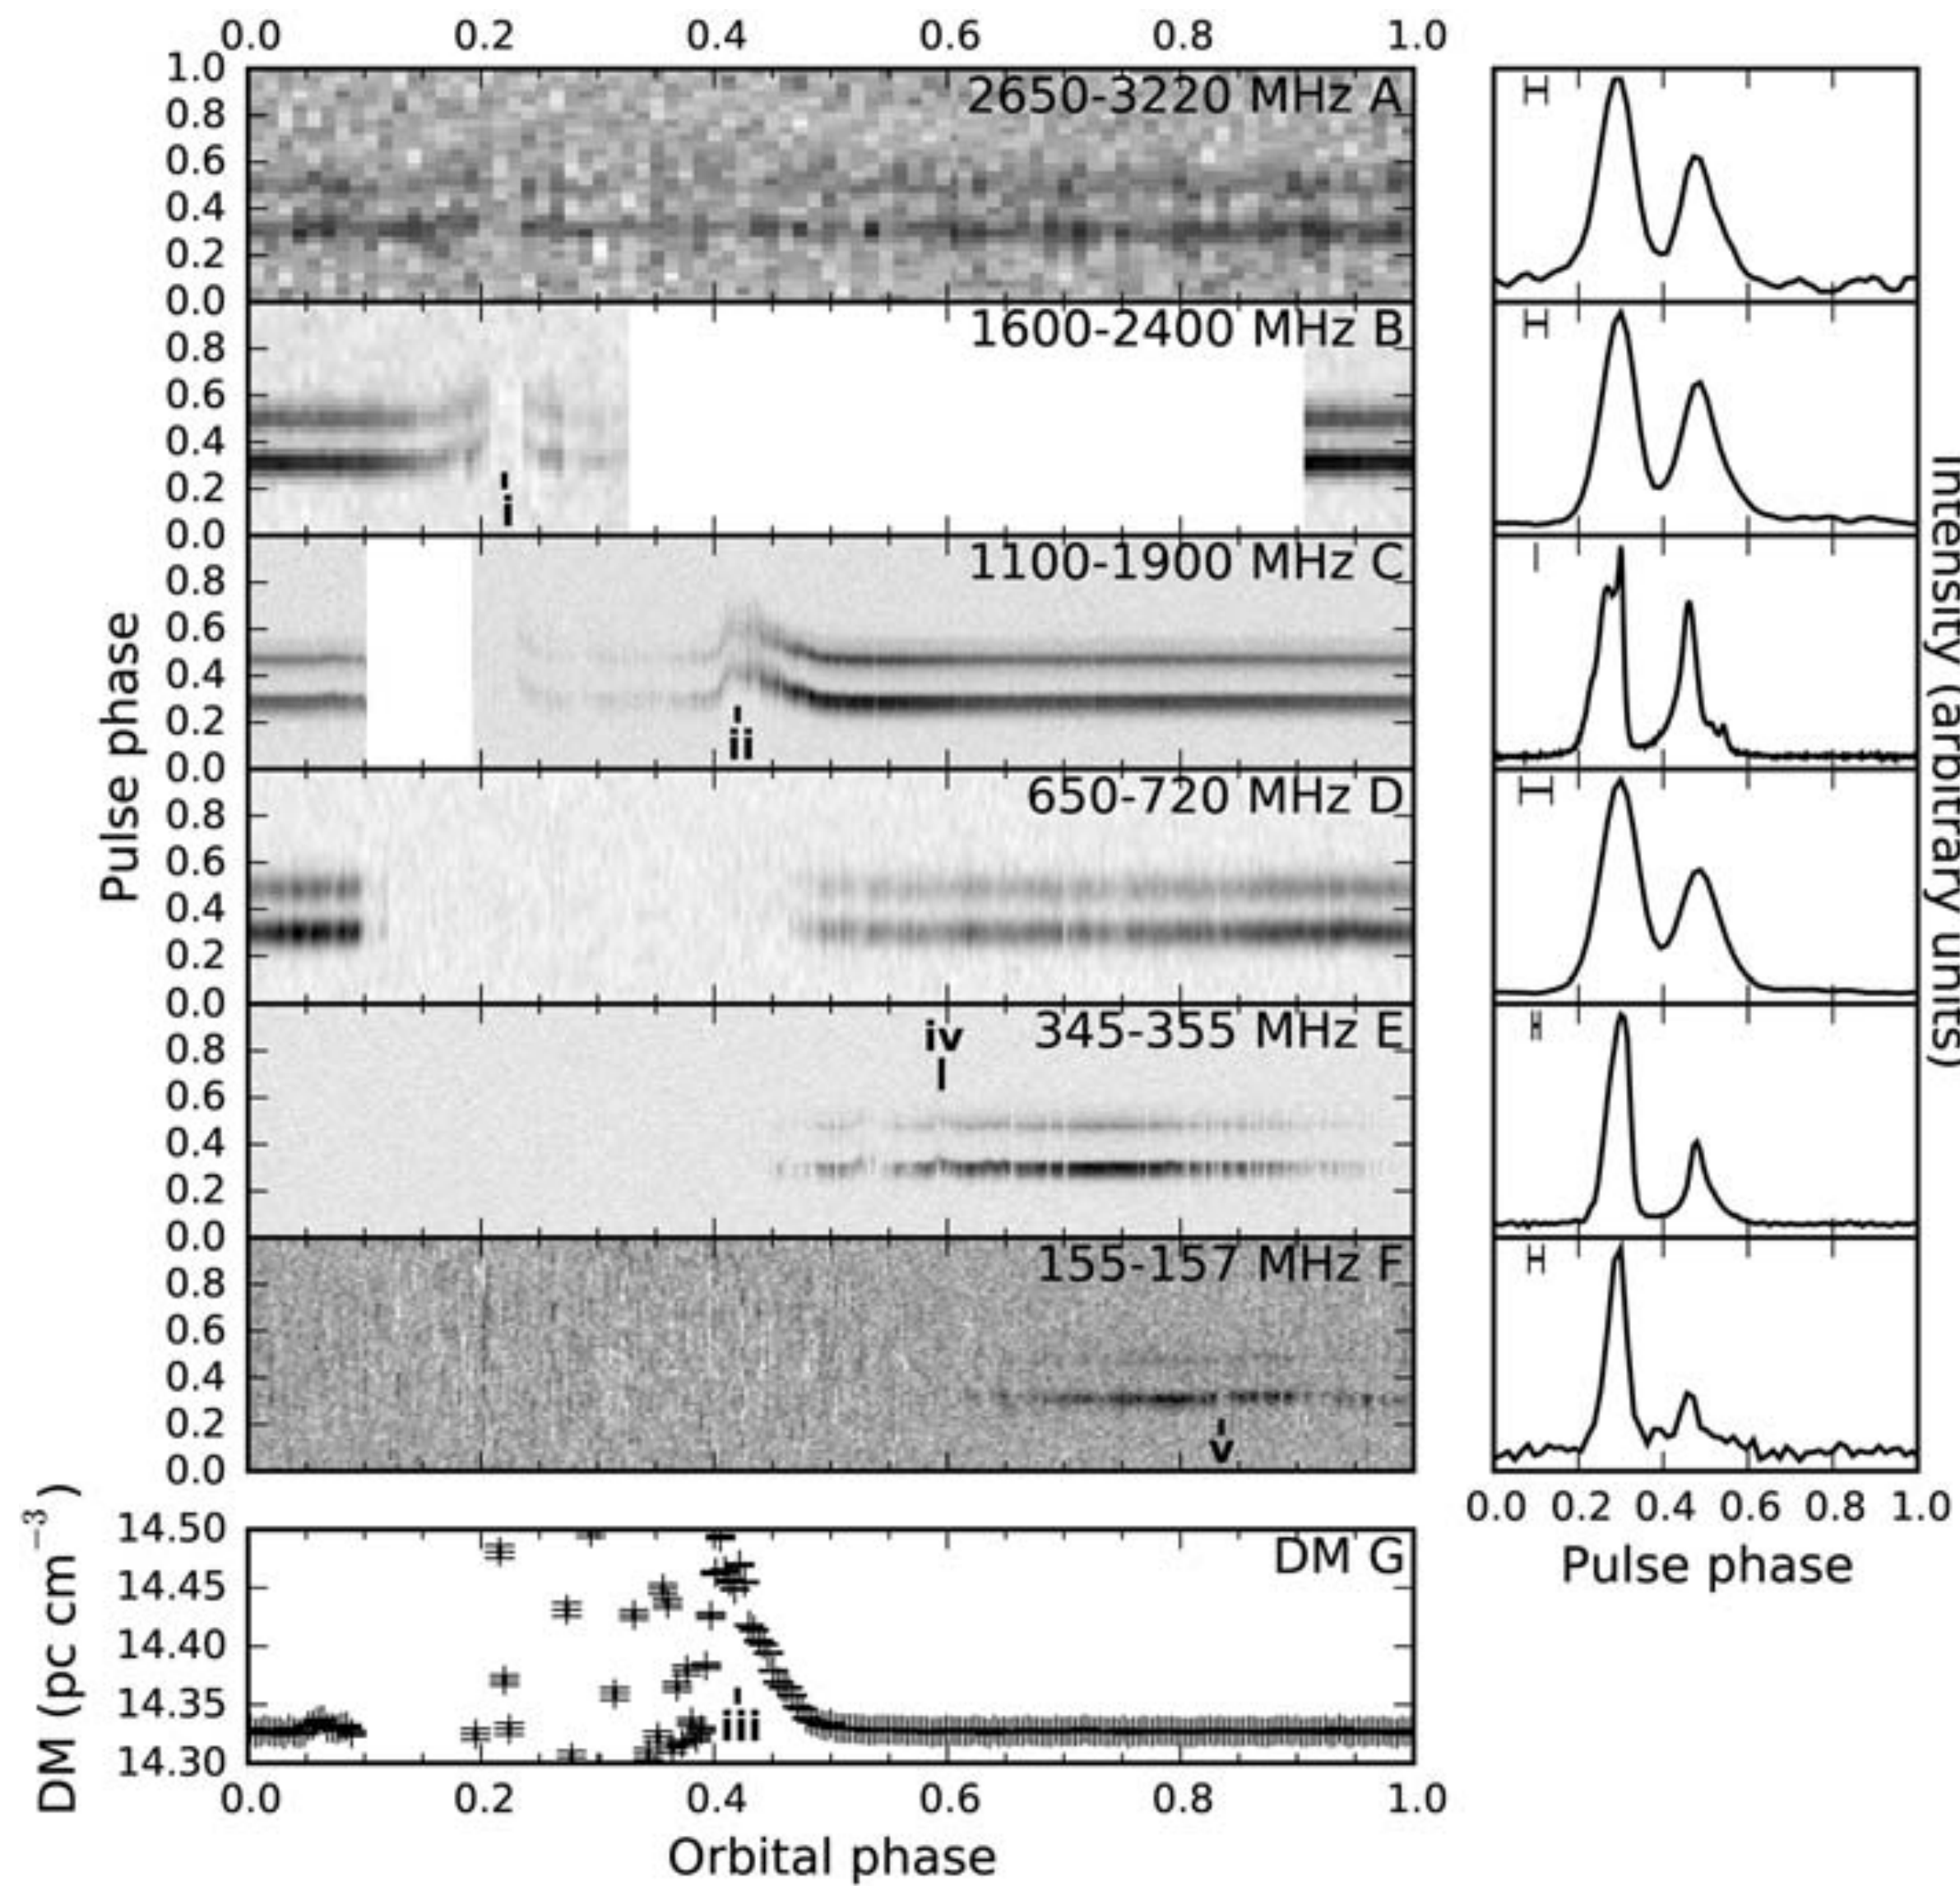 0.0 0.2 0.4 0.6 0.8 1.0
2650-3220 MHz A
1.0
0.8
0.6
0.4
0.2
0.0
1600-2400 MHz B
0.8
0.6
0.4
0.2
0.0
i
1100-1900 MHz C
0.8
0.6
0.4
0.2
0.0
ii
650-720 MHz D
0.8
0.6
0.4
0.2
0.0
345-355 MHz E
iv
0.8
0.6
0.4
0.2
0.0
155-157 MHz F
0.8
0.6
0.4
0.2
0.0
v
Pulse phase
Intensity (arbitrary units)
0.0 0.2 0.4 0.6 0.8 1.0
Pulse phase
DM G
14.50
14.45
14.40
14.35
14.30
iii
DM (pc cm⁻³)
0.0 0.2 0.4 0.6 0.8 1.0
Orbital phase